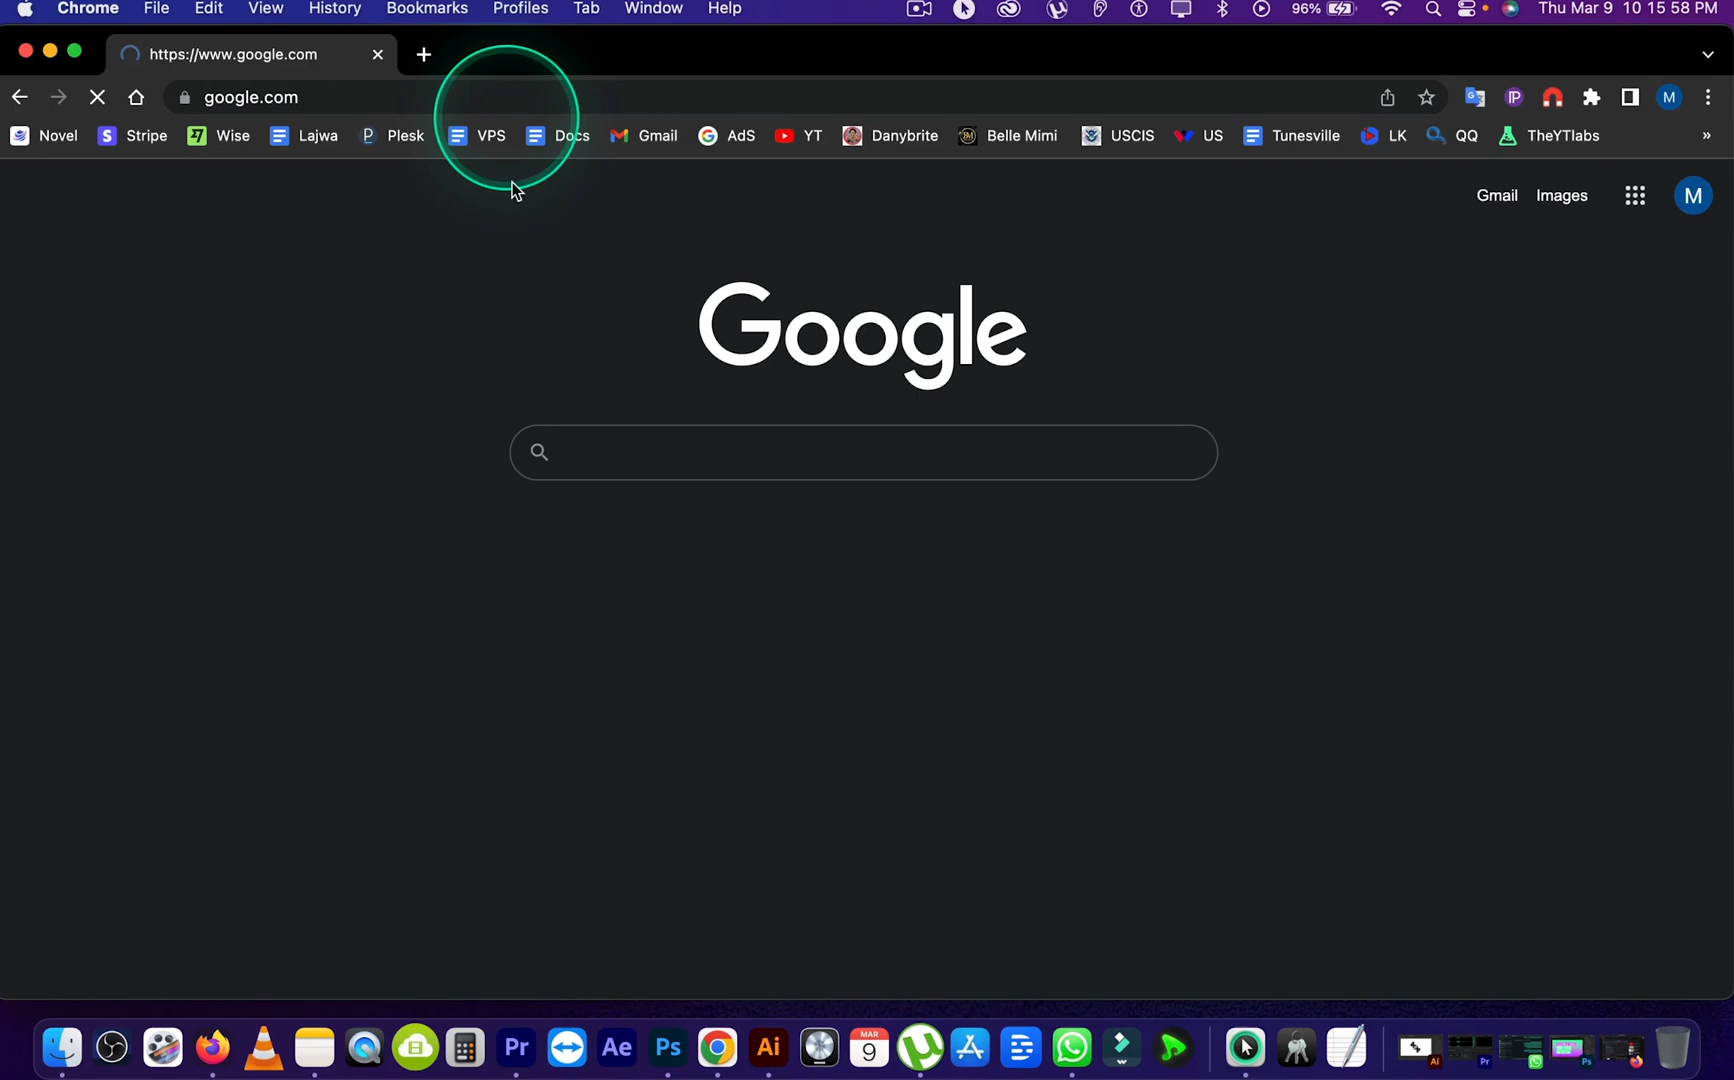 Chrome File Edit View History Bookmarks Profiles Tab Window Help 96% Thu Mar 9 10 15 58 PM
https://www.google.com
google.com M
Novel Stripe Wise Lajwa Plesk VPS Docs Gmail AdS YT Danybrite Belle Mimi USCIS US Tunesville LK QQ TheYTlabs »
Gmail Images M
Google
MAR
Pr Ae Ps Ai 9